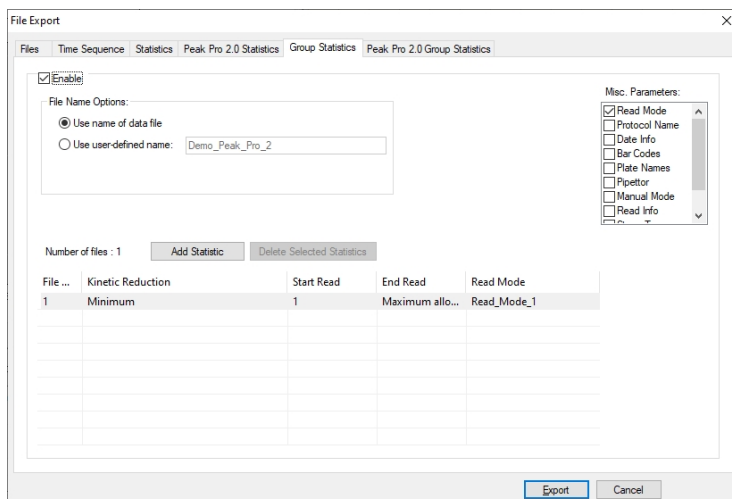 File Export
Files Time Sequence Statistics Peak Pro 2.0 Statistics Group Statistics Peak Pro 2.0 Group Statistics
Enable
Misc. Parameters:
File Name Options:
Use name of data file
Use user-defined name: Demo_Peak_Pro_2
Read Mode
Protocol Name
Date Info
Bar Codes
Plate Names
Pipettor
Manual Mode
Read Info
Number of files : 1 Add Statistic Delete Selected Statistics
File ... Kinetic Reduction Start Read End Read Read Mode
1 Minimum 1 Maximum allo... Read_Mode_1
Export Cancel